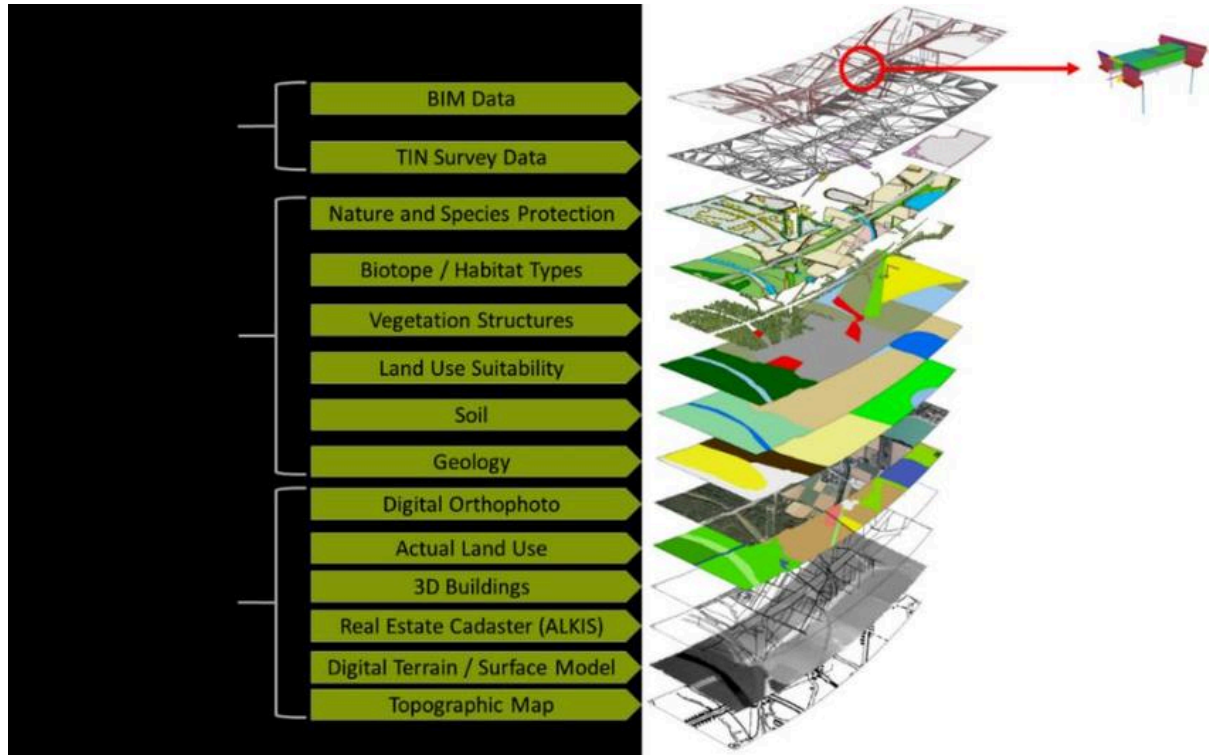 BIM Data
TIN Survey Data
Nature and Species Protection
Biotope / Habitat Types
Vegetation Structures
Land Use Suitability
Soil
Geology
Digital Orthophoto
Actual Land Use
3D Buildings
Real Estate Cadaster (ALKIS)
Digital Terrain / Surface Model
Topographic Map